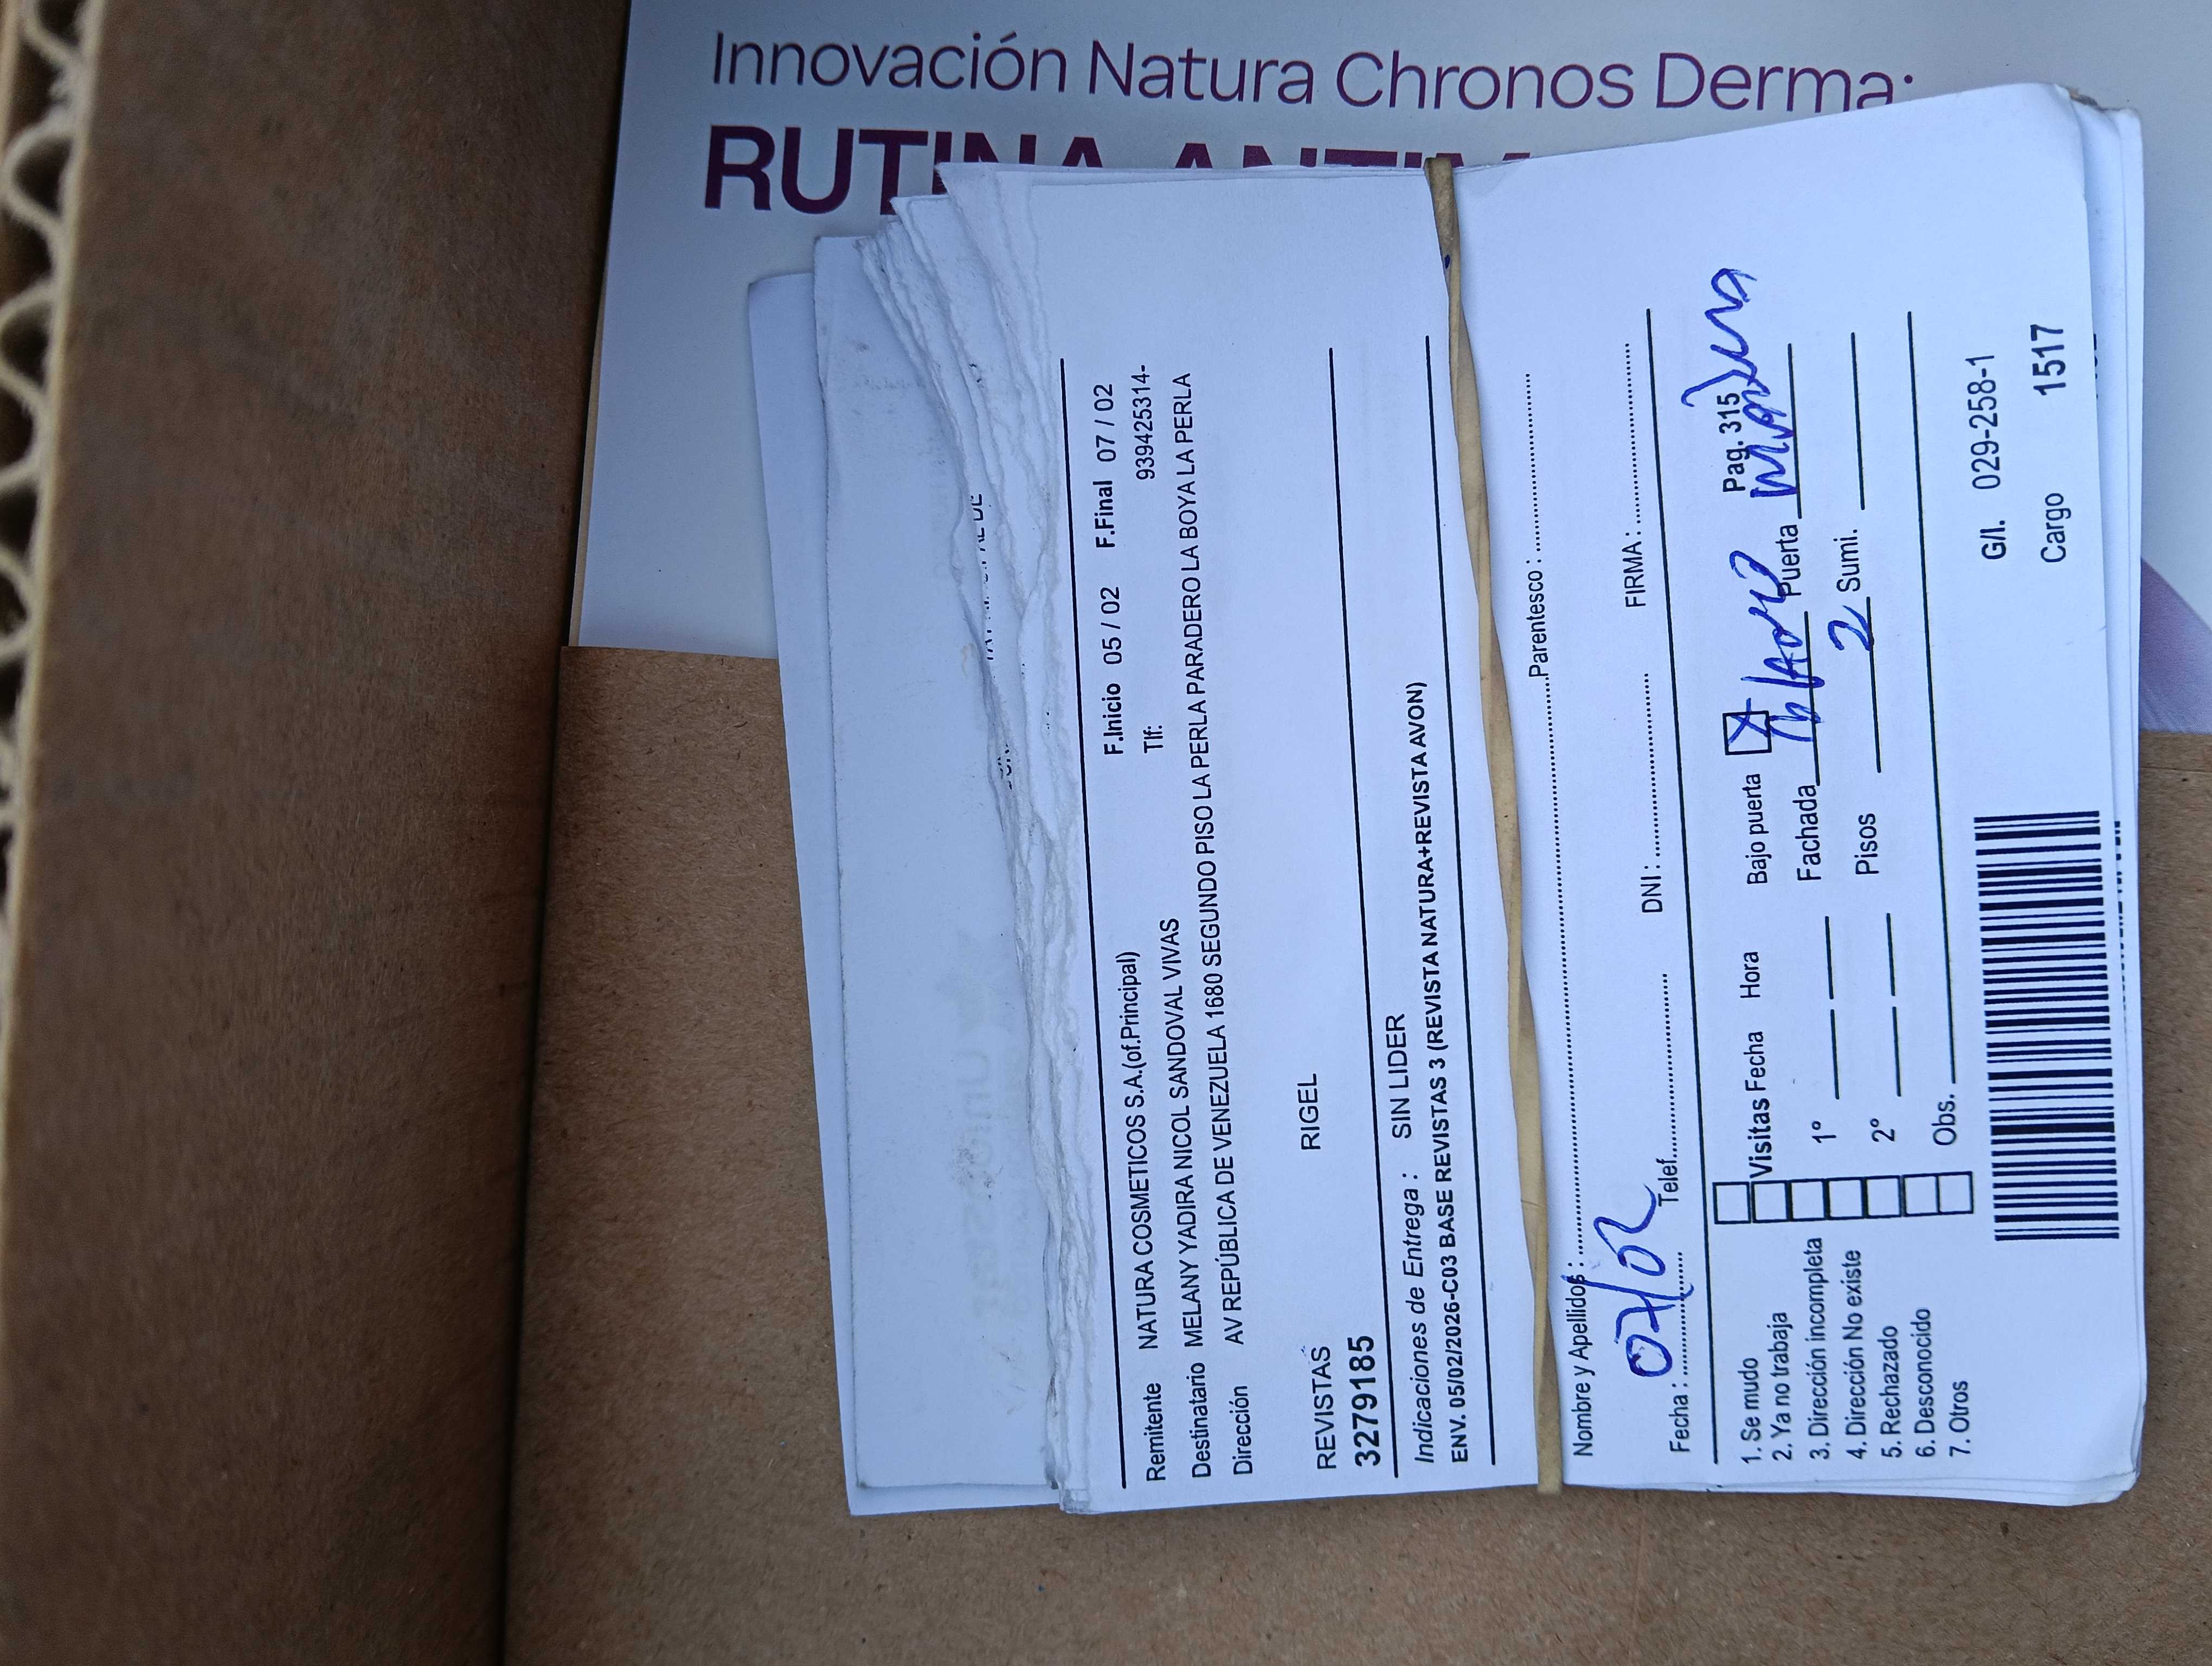 Innovación Natura Chronos Derma:
RUTINA
F.Inicio 05 / 02 F.Final 07 / 02
Remitente NATURA COSMETICOS S.A.(of.Principal) Tlf: 939425314-
Destinatario MELANY YADIRA NICOL SANDOVAL VIVAS
Dirección AV REPÚBLICA DE VENEZUELA 1680 SEGUNDO PISO LA PERLA PARADERO LA BOYA LA PERLA
RIGEL
REVISTAS
3279185
Indicaciones de Entrega : SIN LIDER
ENV. 05/02/2026-C03 BASE REVISTAS 3 (REVISTA NATURA+REVISTA AVON)
Nombre y Apellidos : Parentesco :
Fecha : 07/02 Telef. DNI : FIRMA :
Pag. 315
1. Se mudo
2. Ya no trabaja
3. Dirección incompleta
4. Dirección No existe
5. Rechazado
6. Desconocido
7. Otros
Visitas Fecha Hora Bajo puerta X
1° Fachada Puerta
2° Pisos 2 Sumi.
Obs.
G/I. 029-258-1
Cargo 1517